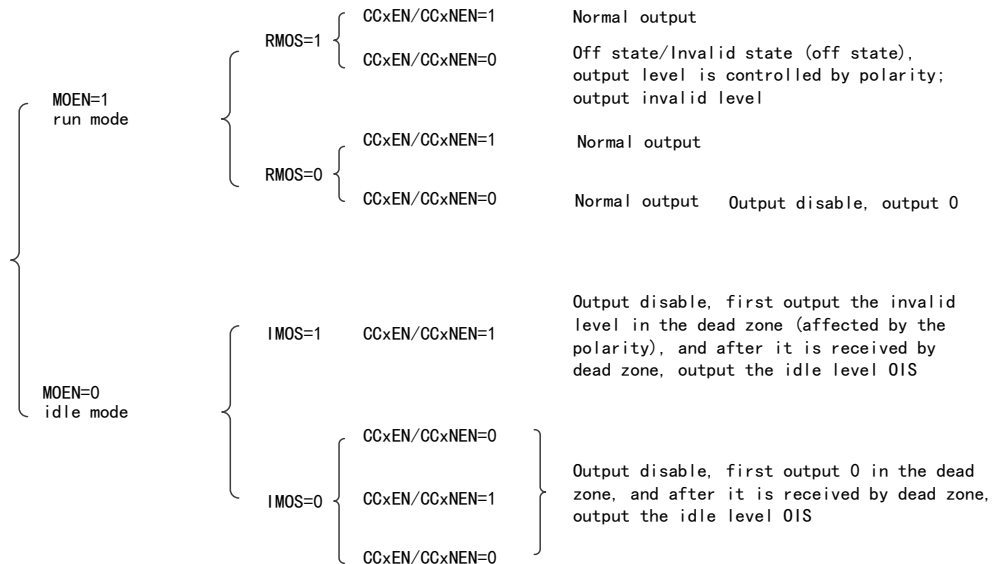 MOEN=1
run mode
RMOS=1
CCxEN/CCxNEN=1
Normal output
CCxEN/CCxNEN=0
Off state/Invalid state (off state),
output level is controlled by polarity;
output invalid level
RMOS=0
CCxEN/CCxNEN=1
Normal output
CCxEN/CCxNEN=0
Normal output Output disable, output 0
MOEN=0
idle mode
IMOS=1
CCxEN/CCxNEN=1
Output disable, first output the invalid
level in the dead zone (affected by the
polarity), and after it is received by
dead zone, output the idle level OIS
IMOS=0
CCxEN/CCxNEN=0
CCxEN/CCxNEN=1
CCxEN/CCxNEN=0
Output disable, first output 0 in the dead
zone, and after it is received by dead zone,
output the idle level OIS